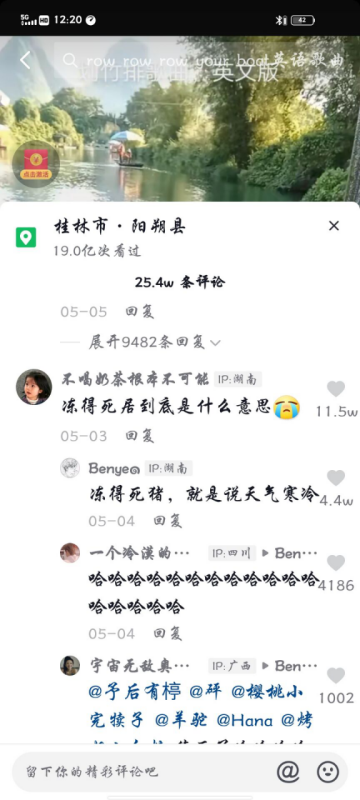 5G HD 12:20 42
row row row your boat英语歌曲
英文版
点击激活
桂林市·阳朔县
19.0亿次看过
25.4w 条评论
05-05 回复
展开9482条回复
不喝奶茶根本不可能 IP:湖南
冻得死居到底是什么意思😭
11.5w
05-03 回复
Benye@ IP:湖南
冻得死猪，就是说天气寒冷
4.4w
05-04 回复
一个冷漠的… IP:四川 ▶ Ben…
哈哈哈哈哈哈哈哈哈哈哈哈
4186
哈哈哈哈哈
05-04 回复
宇宙无敌奥… IP:广西 ▶ Ben…
@予后有楟 @砰 @樱桃小
1002
完犊子 @羊驼 @Hana @烤
留下你的精彩评论吧